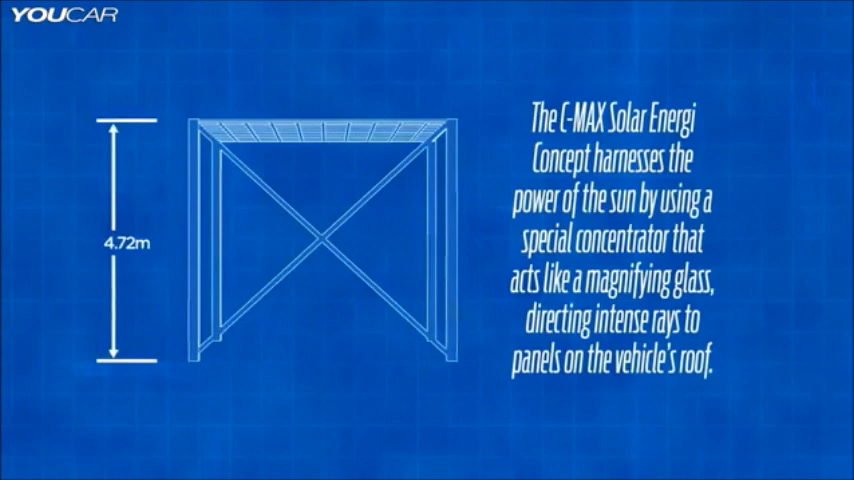 YOUCAR
4.72m
The C-MAX Solar Energi
Concept harnesses the
power of the sun by using a
special concentrator that
acts like a magnifying glass,
directing intense rays to
panels on the vehicle's roof.